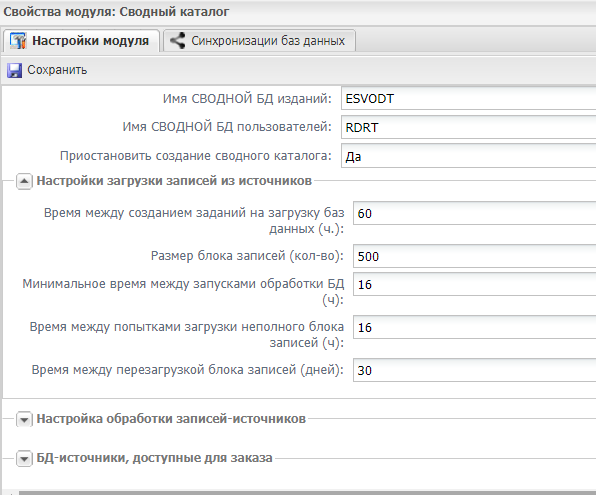 Свойства модуля: Сводный каталог
Настройки модуля Синхронизации баз данных
Сохранить
Имя СВОДНОЙ БД изданий: ESVODT
Имя СВОДНОЙ БД пользователей: RDRT
Приостановить создание сводного каталога: Да
Настройки загрузки записей из источников
Время между созданием заданий на загрузку баз
данных (ч.): 60
Размер блока записей (кол-во): 500
Минимальное время между запусками обработки БД
(ч): 16
Время между попытками загрузки неполного блока
записей (ч): 16
Время между перезагрузкой блока записей (дней): 30
Настройка обработки записей-источников
БД-источники, доступные для заказа